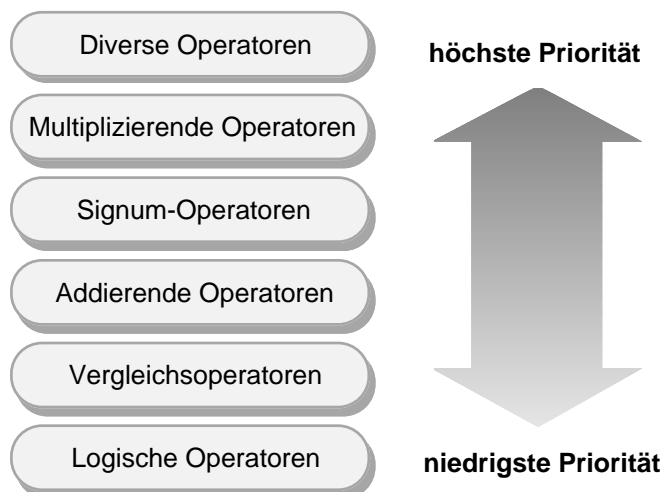 Diverse Operatoren
höchste Priorität
Multiplizierende Operatoren
Signum-Operatoren
Addierende Operatoren
Vergleichsoperatoren
Logische Operatoren
niedrigste Priorität